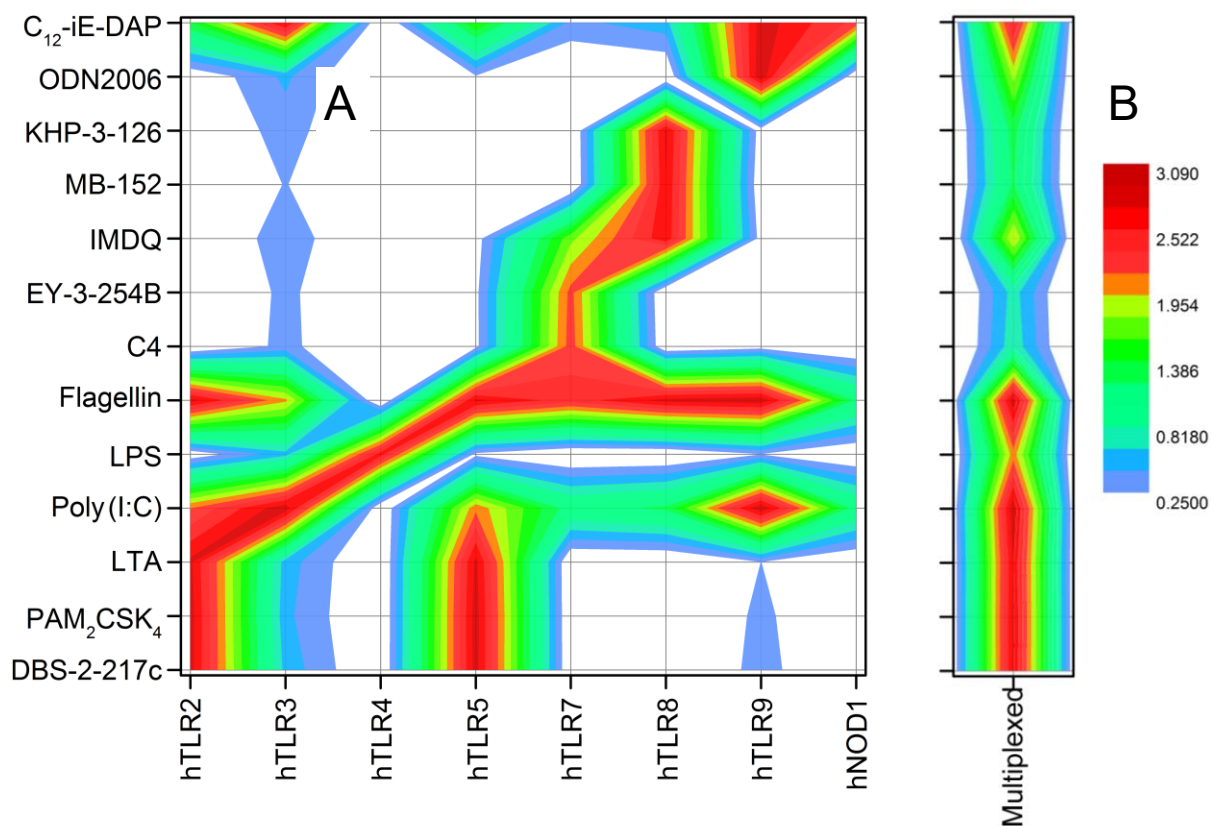 C₁₂-iE-DAP
ODN2006
KHP-3-126
MB-152
IMDQ
EY-3-254B
C4
Flagellin
LPS
Poly(I:C)
LTA
PAM₂CSK₄
DBS-2-217c
A
hTLR2
hTLR3
hTLR4
hTLR5
hTLR7
hTLR8
hTLR9
hNOD1
B
Multiplexed
3.090
2.522
1.954
1.386
0.8180
0.2500